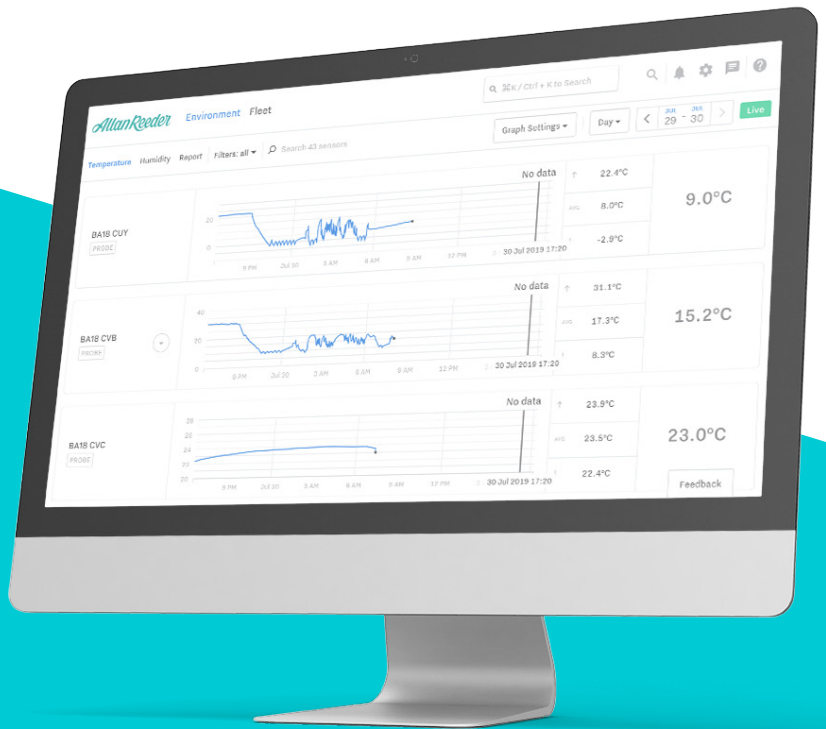 AllanReeder Environment Fleet
⌘K / Ctrl + K to Search
Temperature Humidity Report Filters: all Search 43 sensors
Graph Settings Day JUL 29 - JUL 30 Live
BA18 CUY
PROBE
20
0
9 PM Jul 30 3 AM 6 AM 9 AM 12 PM
No data
30 Jul 2019 17:20
22.4°C
AVG 8.0°C
-2.9°C
9.0°C
BA18 CVB
PROBE
40
20
0
9 PM Jul 30 3 AM 6 AM 9 AM 12 PM
No data
30 Jul 2019 17:20
31.1°C
AVG 17.3°C
8.3°C
15.2°C
BA18 CVC
PROBE
24
22
20
9 PM Jul 30 3 AM 6 AM 9 AM 12 PM
No data
30 Jul 2019 17:20
23.9°C
AVG 23.5°C
22.4°C
23.0°C
Feedback